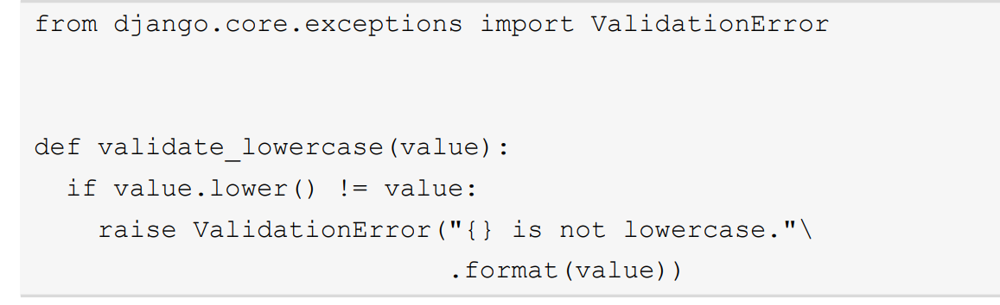 from django.core.exceptions import ValidationError
def validate_lowercase(value):
  if value.lower() != value:
    raise ValidationError("{} is not lowercase."\
                          .format(value))